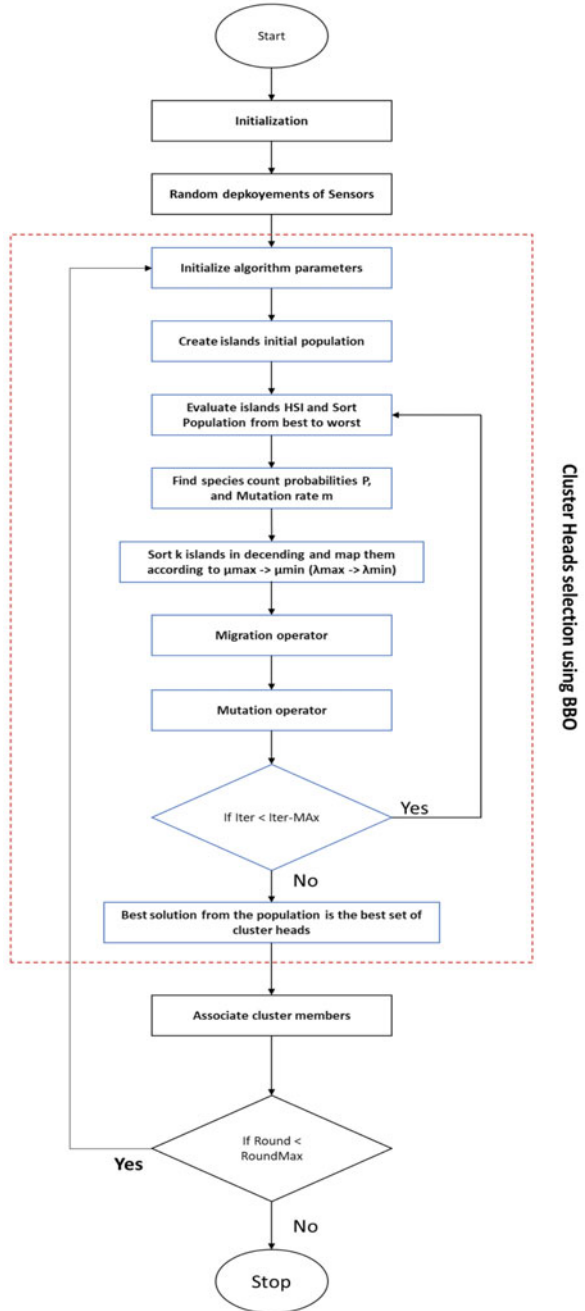 Start
Initialization
Random depkoyements of Sensors
Initialize algorithm parameters
Create islands initial population
Evaluate islands HSI and Sort
Population from best to worst
Find species count probabilities P,
and Mutation rate m
Sort k islands in decending and map them
according to μmax -> μmin (λmax -> λmin)
Migration operator
Mutation operator
If Iter < Iter-MAx
Yes
No
Best solution from the population is the best set of
cluster heads
Cluster Heads selection using BBO
Associate cluster members
If Round <
RoundMax
Yes
No
Stop